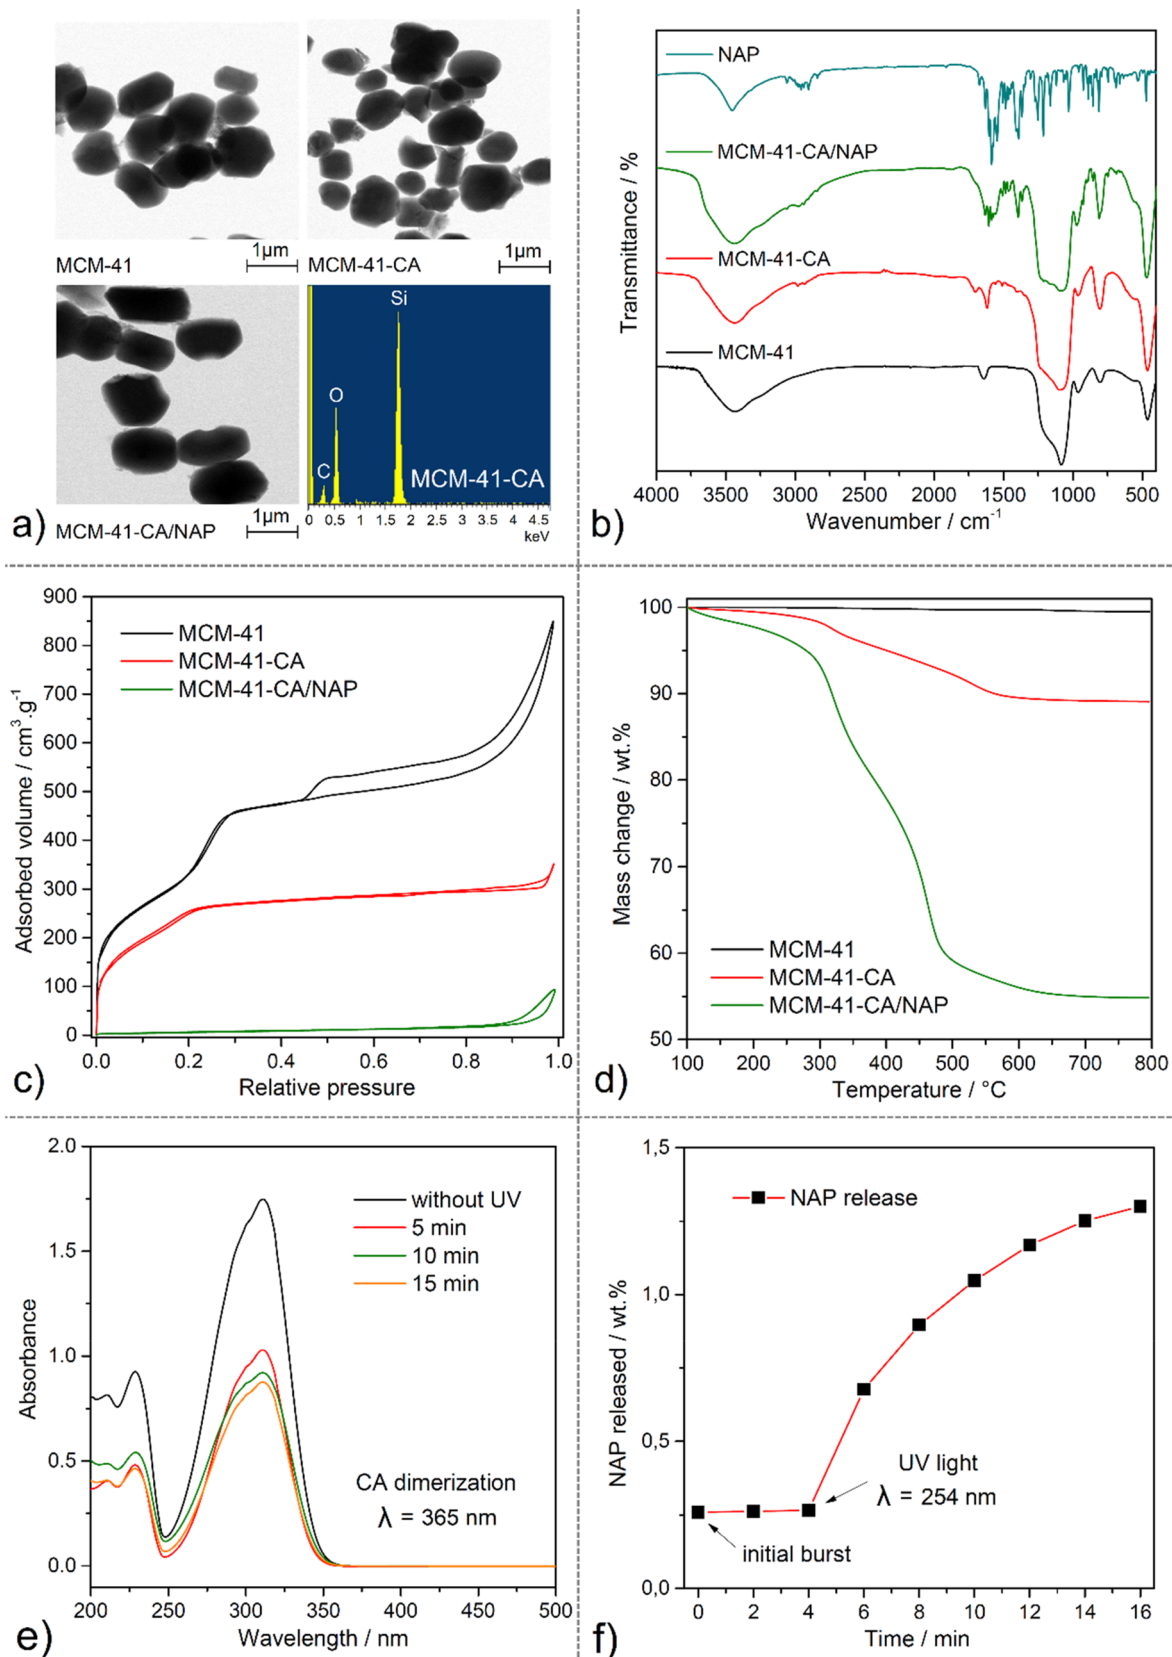 1μm
1μm
MCM-41
MCM-41-CA
Si
O
C
MCM-41-CA
0 0.5 1 1.5 2 2.5 3 3.5 4 4.5
keV
1μm
MCM-41-CA/NAP
a)
NAP
MCM-41-CA/NAP
MCM-41-CA
MCM-41
Transmittance / %
4000 3500 3000 2500 2000 1500 1000 500
Wavenumber / cm⁻¹
b)
900
800
700
600
500
400
300
200
100
0
MCM-41
MCM-41-CA
MCM-41-CA/NAP
Adsorbed volume / cm³.g⁻¹
0.0 0.2 0.4 0.6 0.8 1.0
Relative pressure
c)
100
90
80
70
60
50
Mass change / wt.%
MCM-41
MCM-41-CA
MCM-41-CA/NAP
100 200 300 400 500 600 700 800
Temperature / °C
d)
2.0
1.5
1.0
0.5
0.0
Absorbance
without UV
5 min
10 min
15 min
CA dimerization
λ = 365 nm
200 250 300 350 400 450 500
Wavelength / nm
e)
1,5
1,0
0,5
0,0
NAP released / wt.%
NAP release
UV light
λ = 254 nm
initial burst
0 2 4 6 8 10 12 14 16
Time / min
f)